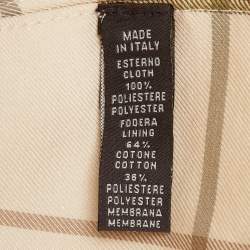 MADE
IN ITALY
ESTERNO
CLOTH
100%
POLIESTERE
POLYESTER
FODERA
LINING
64%
COTONE
COTTON
36%
POLIESTERE
POLYESTER
MEMBRANA
MEMBRANE